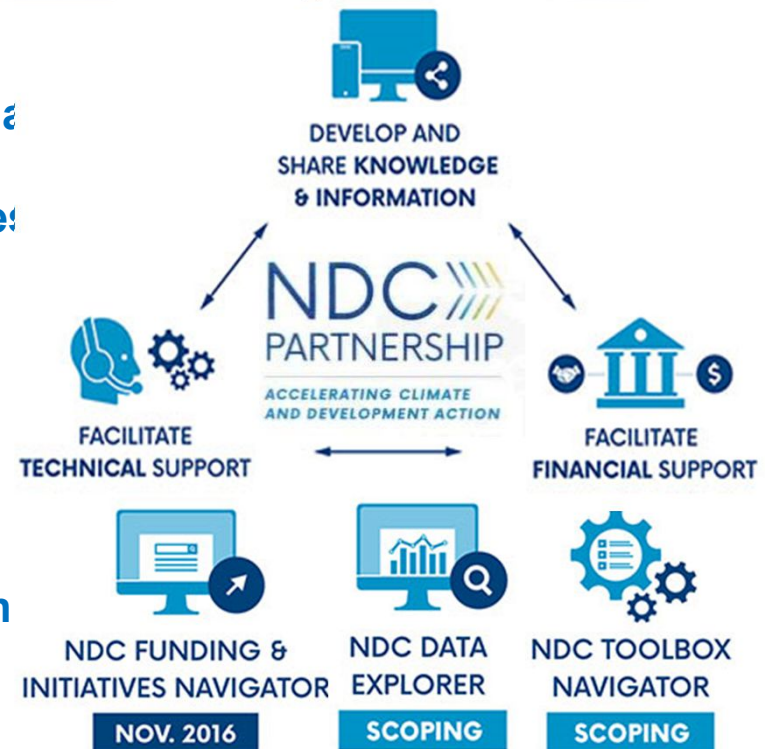 DEVELOP AND
SHARE KNOWLEDGE
& INFORMATION
NDC
PARTNERSHIP
ACCELERATING CLIMATE
AND DEVELOPMENT ACTION
FACILITATE
TECHNICAL SUPPORT
$
FACILITATE
FINANCIAL SUPPORT
NDC FUNDING &
INITIATIVES NAVIGATOR
NOV. 2016
NDC DATA
EXPLORER
SCOPING
NDC TOOLBOX
NAVIGATOR
SCOPING